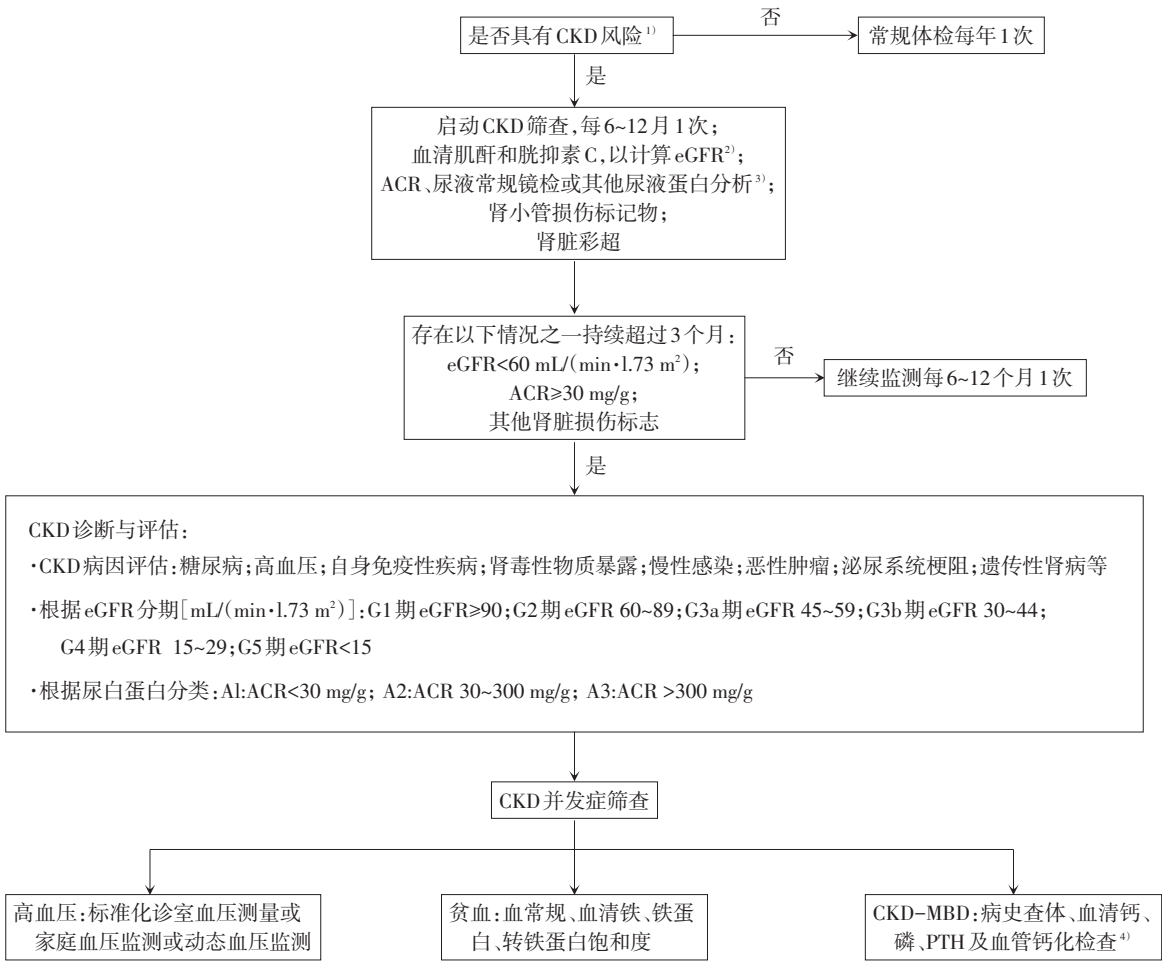 是否具有CKD风险1)
否
常规体检每年1次
是
启动CKD筛查,每6~12月1次;
血清肌酐和胱抑素C,以计算eGFR2);
ACR、尿液常规镜检或其他尿液蛋白分析3);
肾小管损伤标记物;
肾脏彩超
存在以下情况之一持续超过3个月:
eGFR<60 mL/(min·l.73 m2);
ACR≥30 mg/g;
其他肾脏损伤标志
否
继续监测每6~12个月1次
是
CKD诊断与评估:
·CKD病因评估:糖尿病;高血压;自身免疫性疾病;肾毒性物质暴露;慢性感染;恶性肿瘤;泌尿系统梗阻;遗传性肾病等
·根据eGFR分期[mL/(min·l.73 m2)]:G1期eGFR≥90;G2期eGFR 60~89;G3a期eGFR 45~59;G3b期eGFR 30~44;
G4期eGFR 15~29;G5期eGFR<15
·根据尿白蛋白分类:Al:ACR<30 mg/g; A2:ACR 30~300 mg/g; A3:ACR >300 mg/g
CKD并发症筛查
高血压:标准化诊室血压测量或
家庭血压监测或动态血压监测
贫血:血常规、血清铁、铁蛋
白、转铁蛋白饱和度
CKD-MBD:病史查体、血清钙、
磷、PTH及血管钙化检查4)